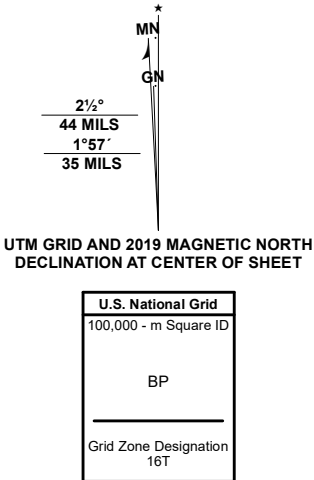 ★
MN
GN
2½°
44 MILS
1°57´
35 MILS
UTM GRID AND 2019 MAGNETIC NORTH
DECLINATION AT CENTER OF SHEET
U.S. National Grid
100,000 - m Square ID
BP
Grid Zone Designation
16T